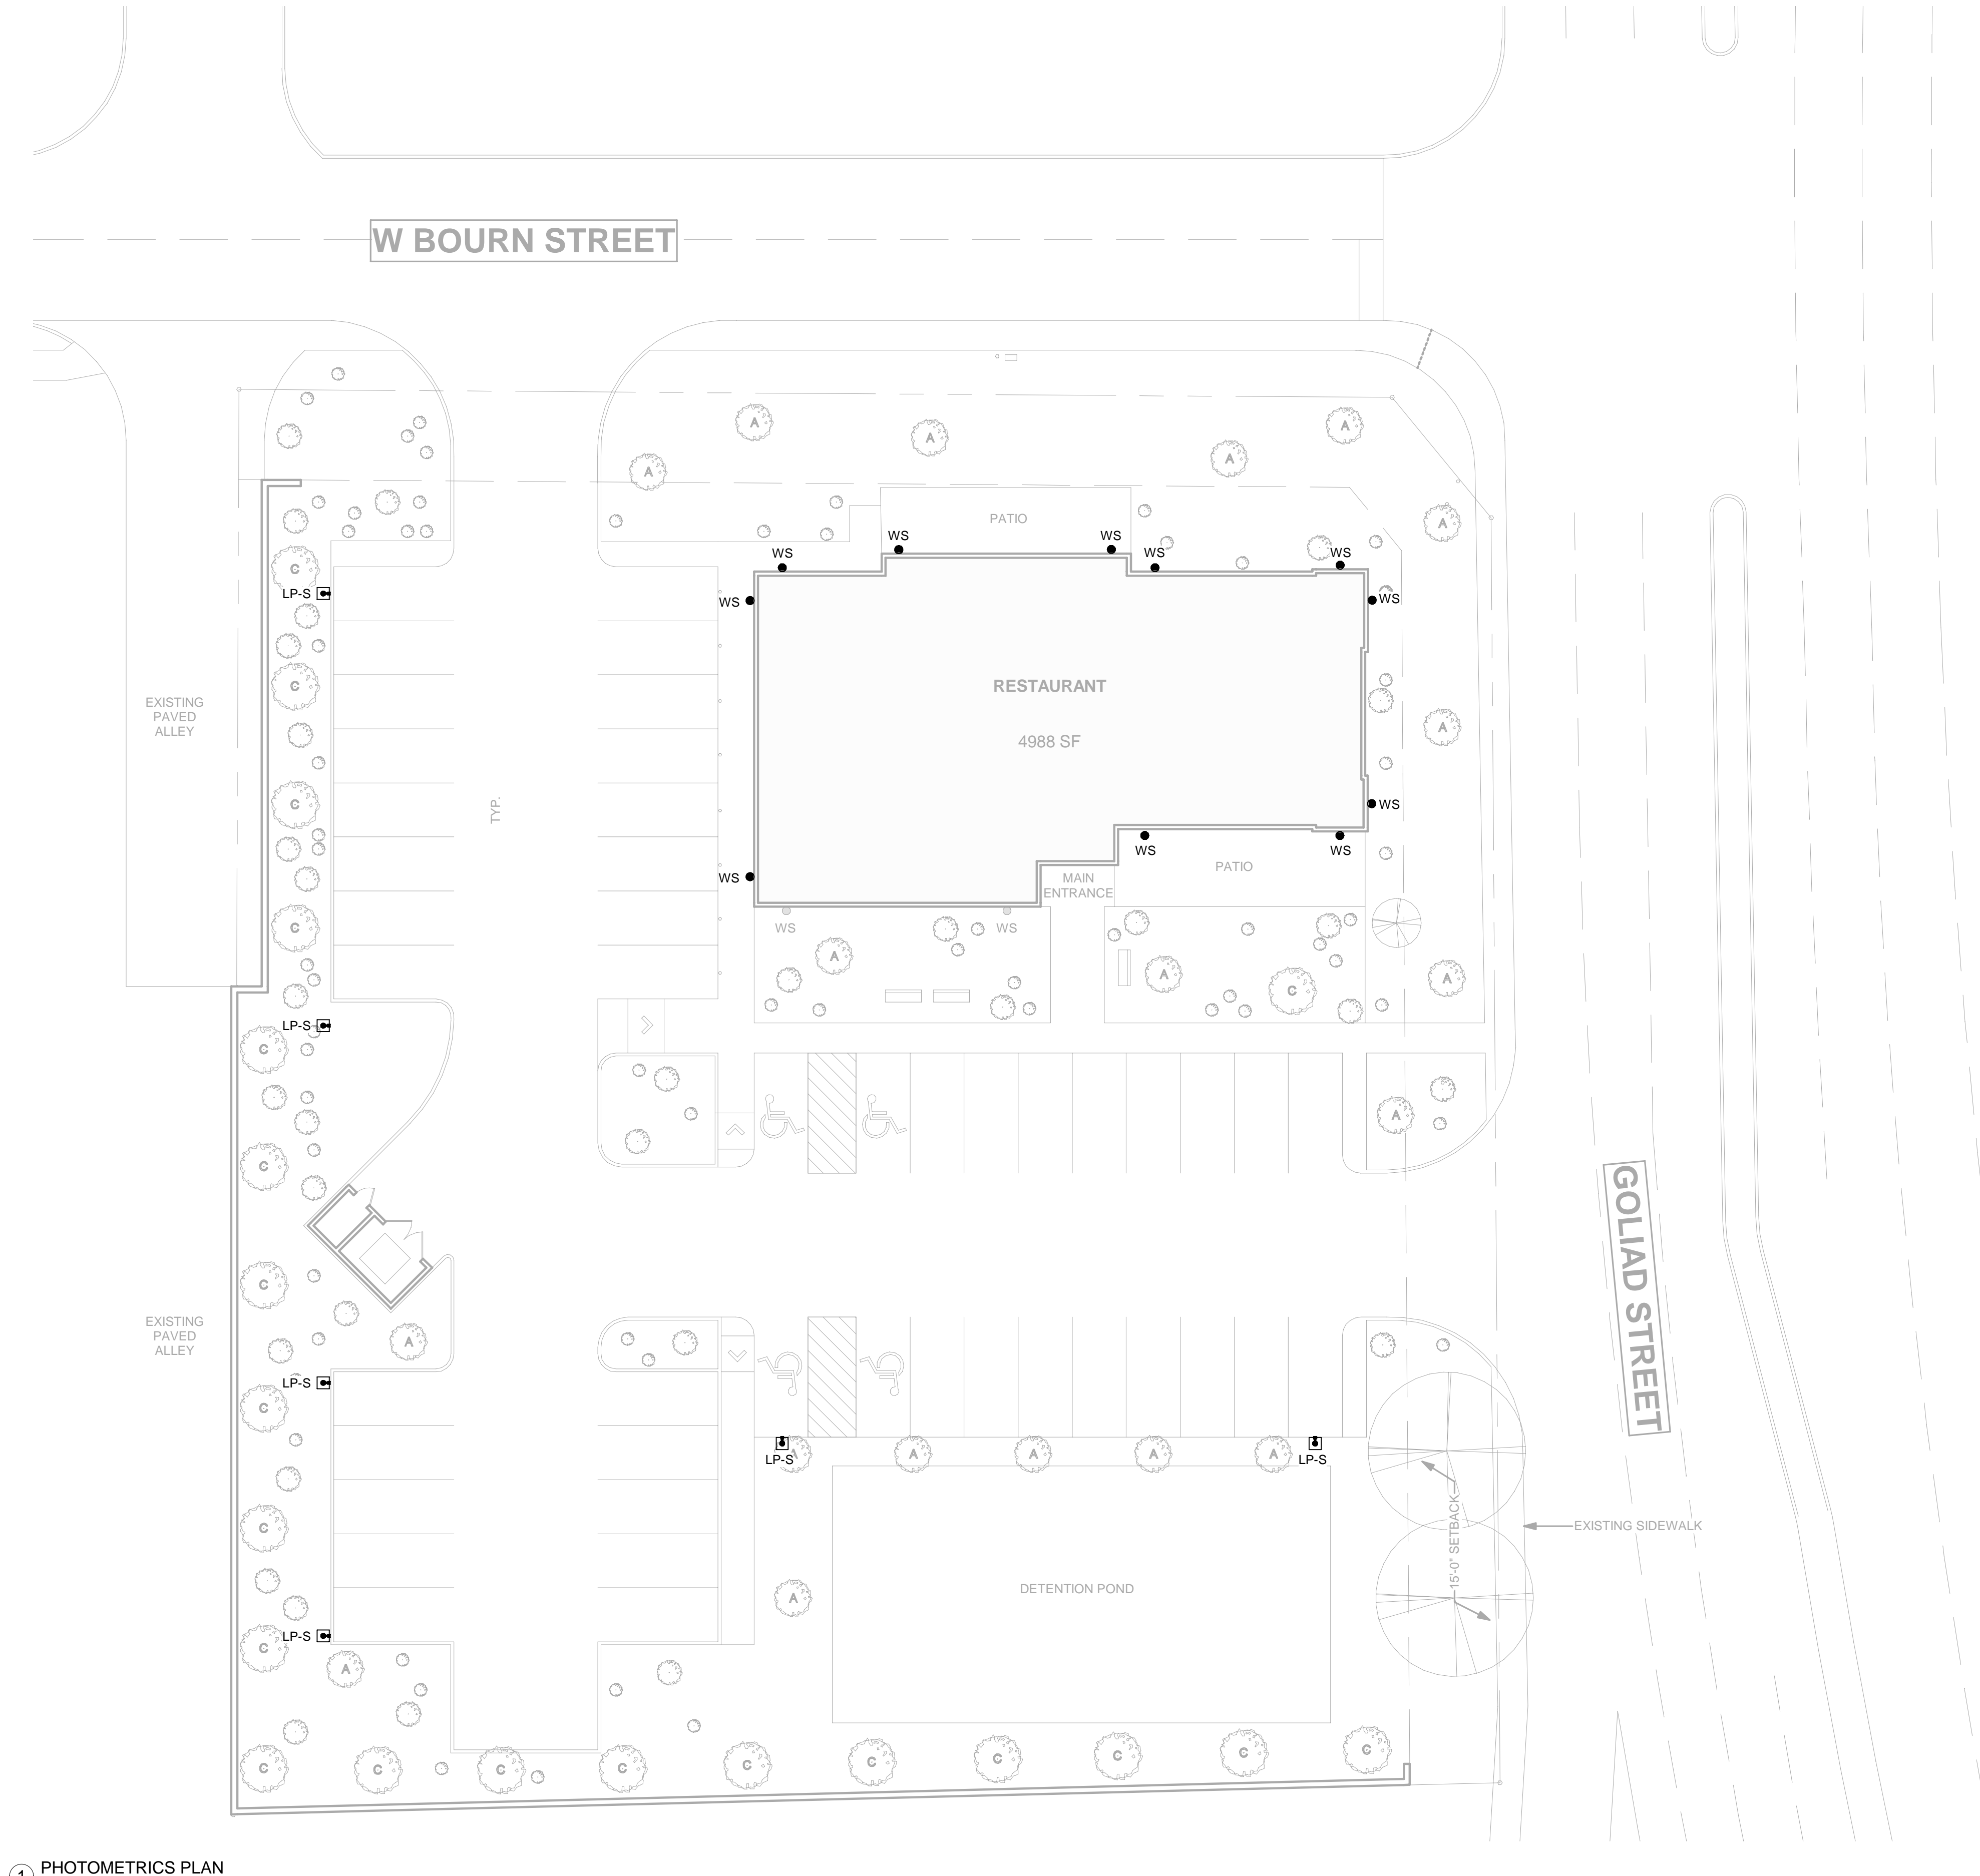 W BOURN STREET
A
A
A
A
A
A
PATIO
WS
WS
WS
WS
WS
A
C
LP-S
WS
WS
C
EXISTING
PAVED
ALLEY
RESTAURANT
4988 SF
A
TYP.
C
WS
WS
WS
PATIO
WS
MAIN
ENTRANCE
C
WS
WS
A
A
C
A
LP-S
C
A
C
GOLIAD STREET
C
EXISTING
PAVED
ALLEY
A
LP-S
C
A
A
A
A
A
LP-S
LP-S
15'-0" SETBACK
EXISTING SIDEWALK
C
DETENTION POND
A
LP-S
C
A
C
C
C
C
C
C
C
C
C
C
1
PHOTOMETRICS PLAN